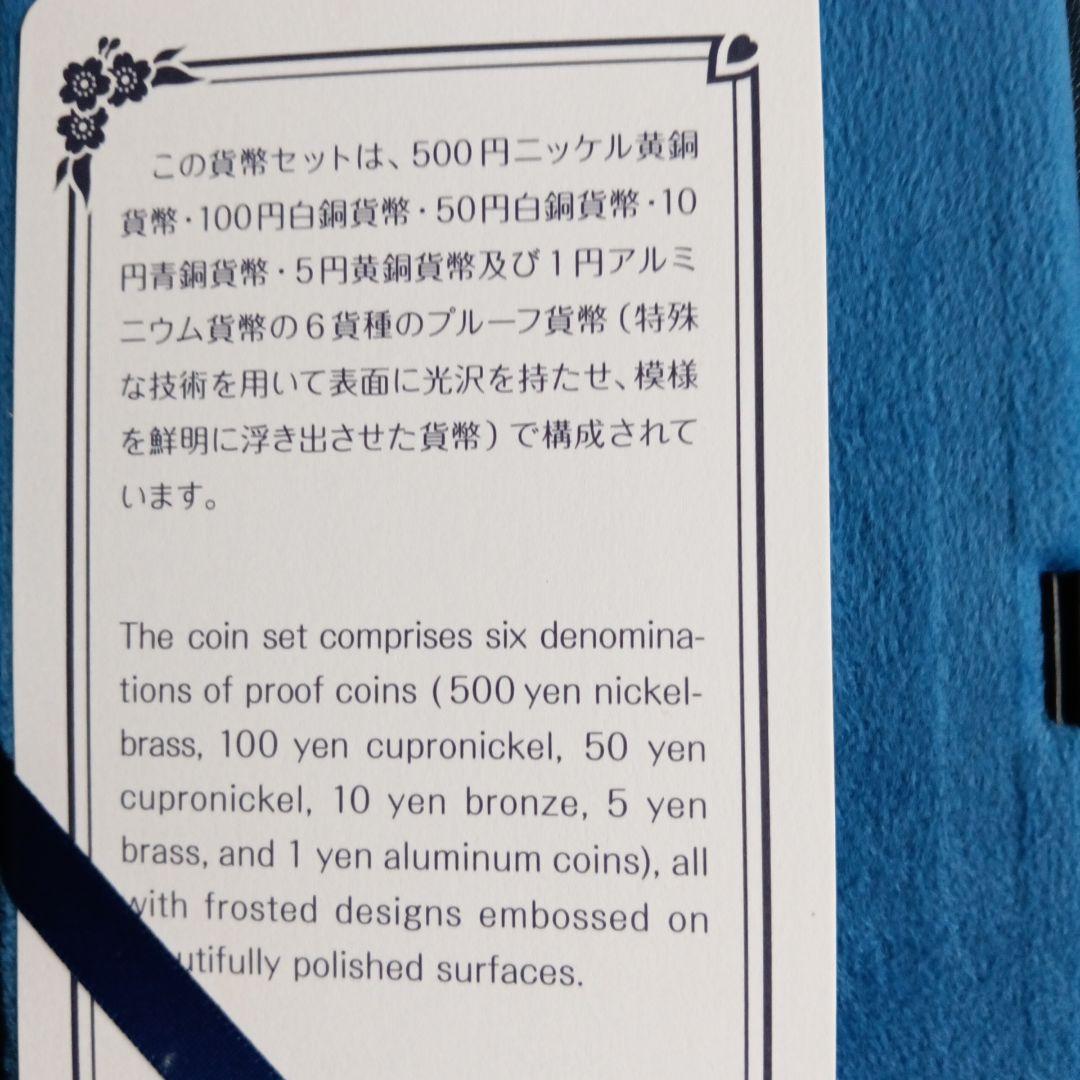 この貨幣セットは、500円ニッケル黄銅
貨幣・100円白銅貨幣・50円白銅貨幣・10
円青銅貨幣・5円黄銅貨幣及び1円アルミ
ニウム貨幣の6貨種のプルーフ貨幣（特殊
な技術を用いて表面に光沢を持たせ、模様
を鮮明に浮き出させた貨幣）で構成されて
います。
The coin set comprises six denomina-
tions of proof coins (500 yen nickel-
brass, 100 yen cupronickel, 50 yen
cupronickel, 10 yen bronze, 5 yen
brass, and 1 yen aluminum coins), all
with frosted designs embossed on
utifully polished surfaces.